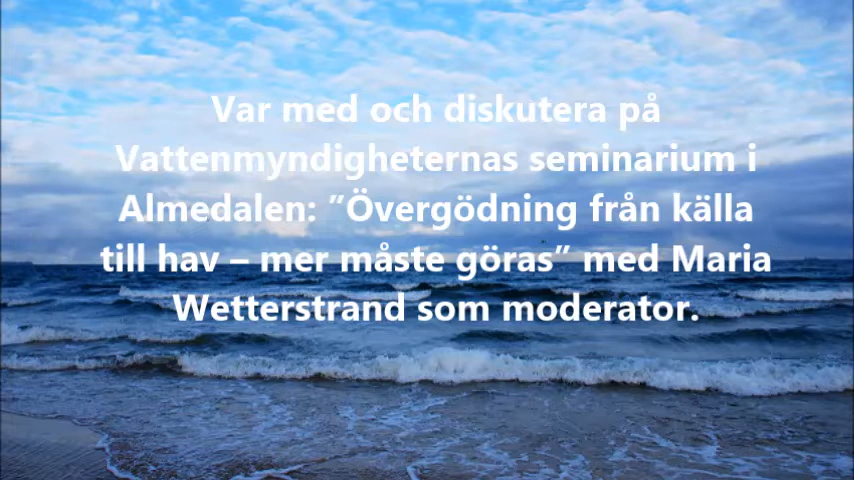 Var med och diskutera på
Vattenmyndigheternas seminarium i
Almedalen: ”Övergödning från källa
till hav – mer måste göras” med Maria
Wetterstrand som moderator.